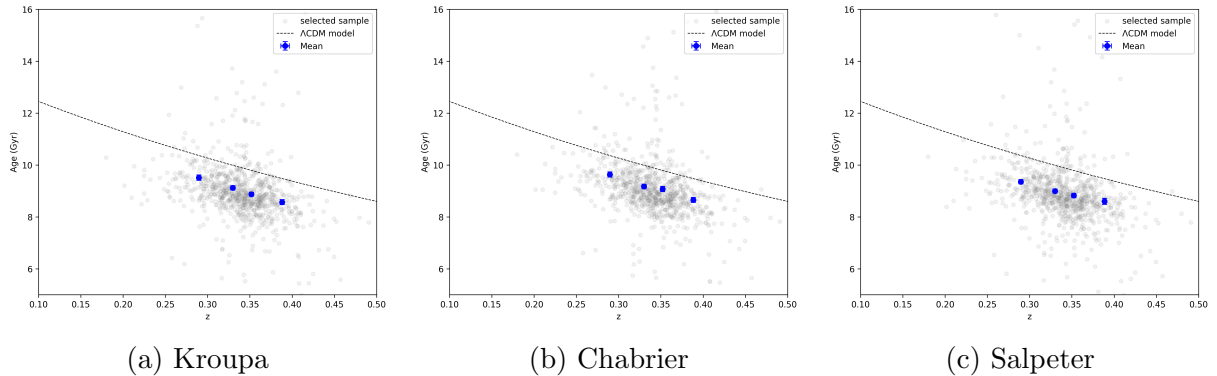 16
14
12
10
8
6
Age (Gyr)
0.10 0.15 0.20 0.25 0.30 0.35 0.40 0.45 0.50
z
selected sample
ΛCDM model
Mean
(a) Kroupa
16
14
12
10
8
6
Age (Gyr)
0.10 0.15 0.20 0.25 0.30 0.35 0.40 0.45 0.50
z
selected sample
ΛCDM model
Mean
(b) Chabrier
16
14
12
10
8
6
Age (Gyr)
0.10 0.15 0.20 0.25 0.30 0.35 0.40 0.45 0.50
z
selected sample
ΛCDM model
Mean
(c) Salpeter